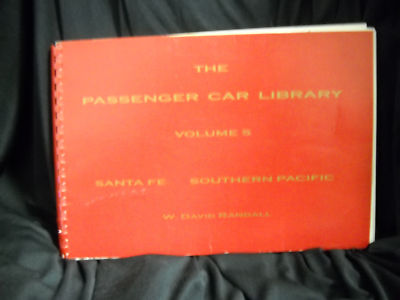 THE
PASSENGER CAR LIBRARY
VOLUME 5
SANTA FE SOUTHERN PACIFIC
W. DAVID RANDALL